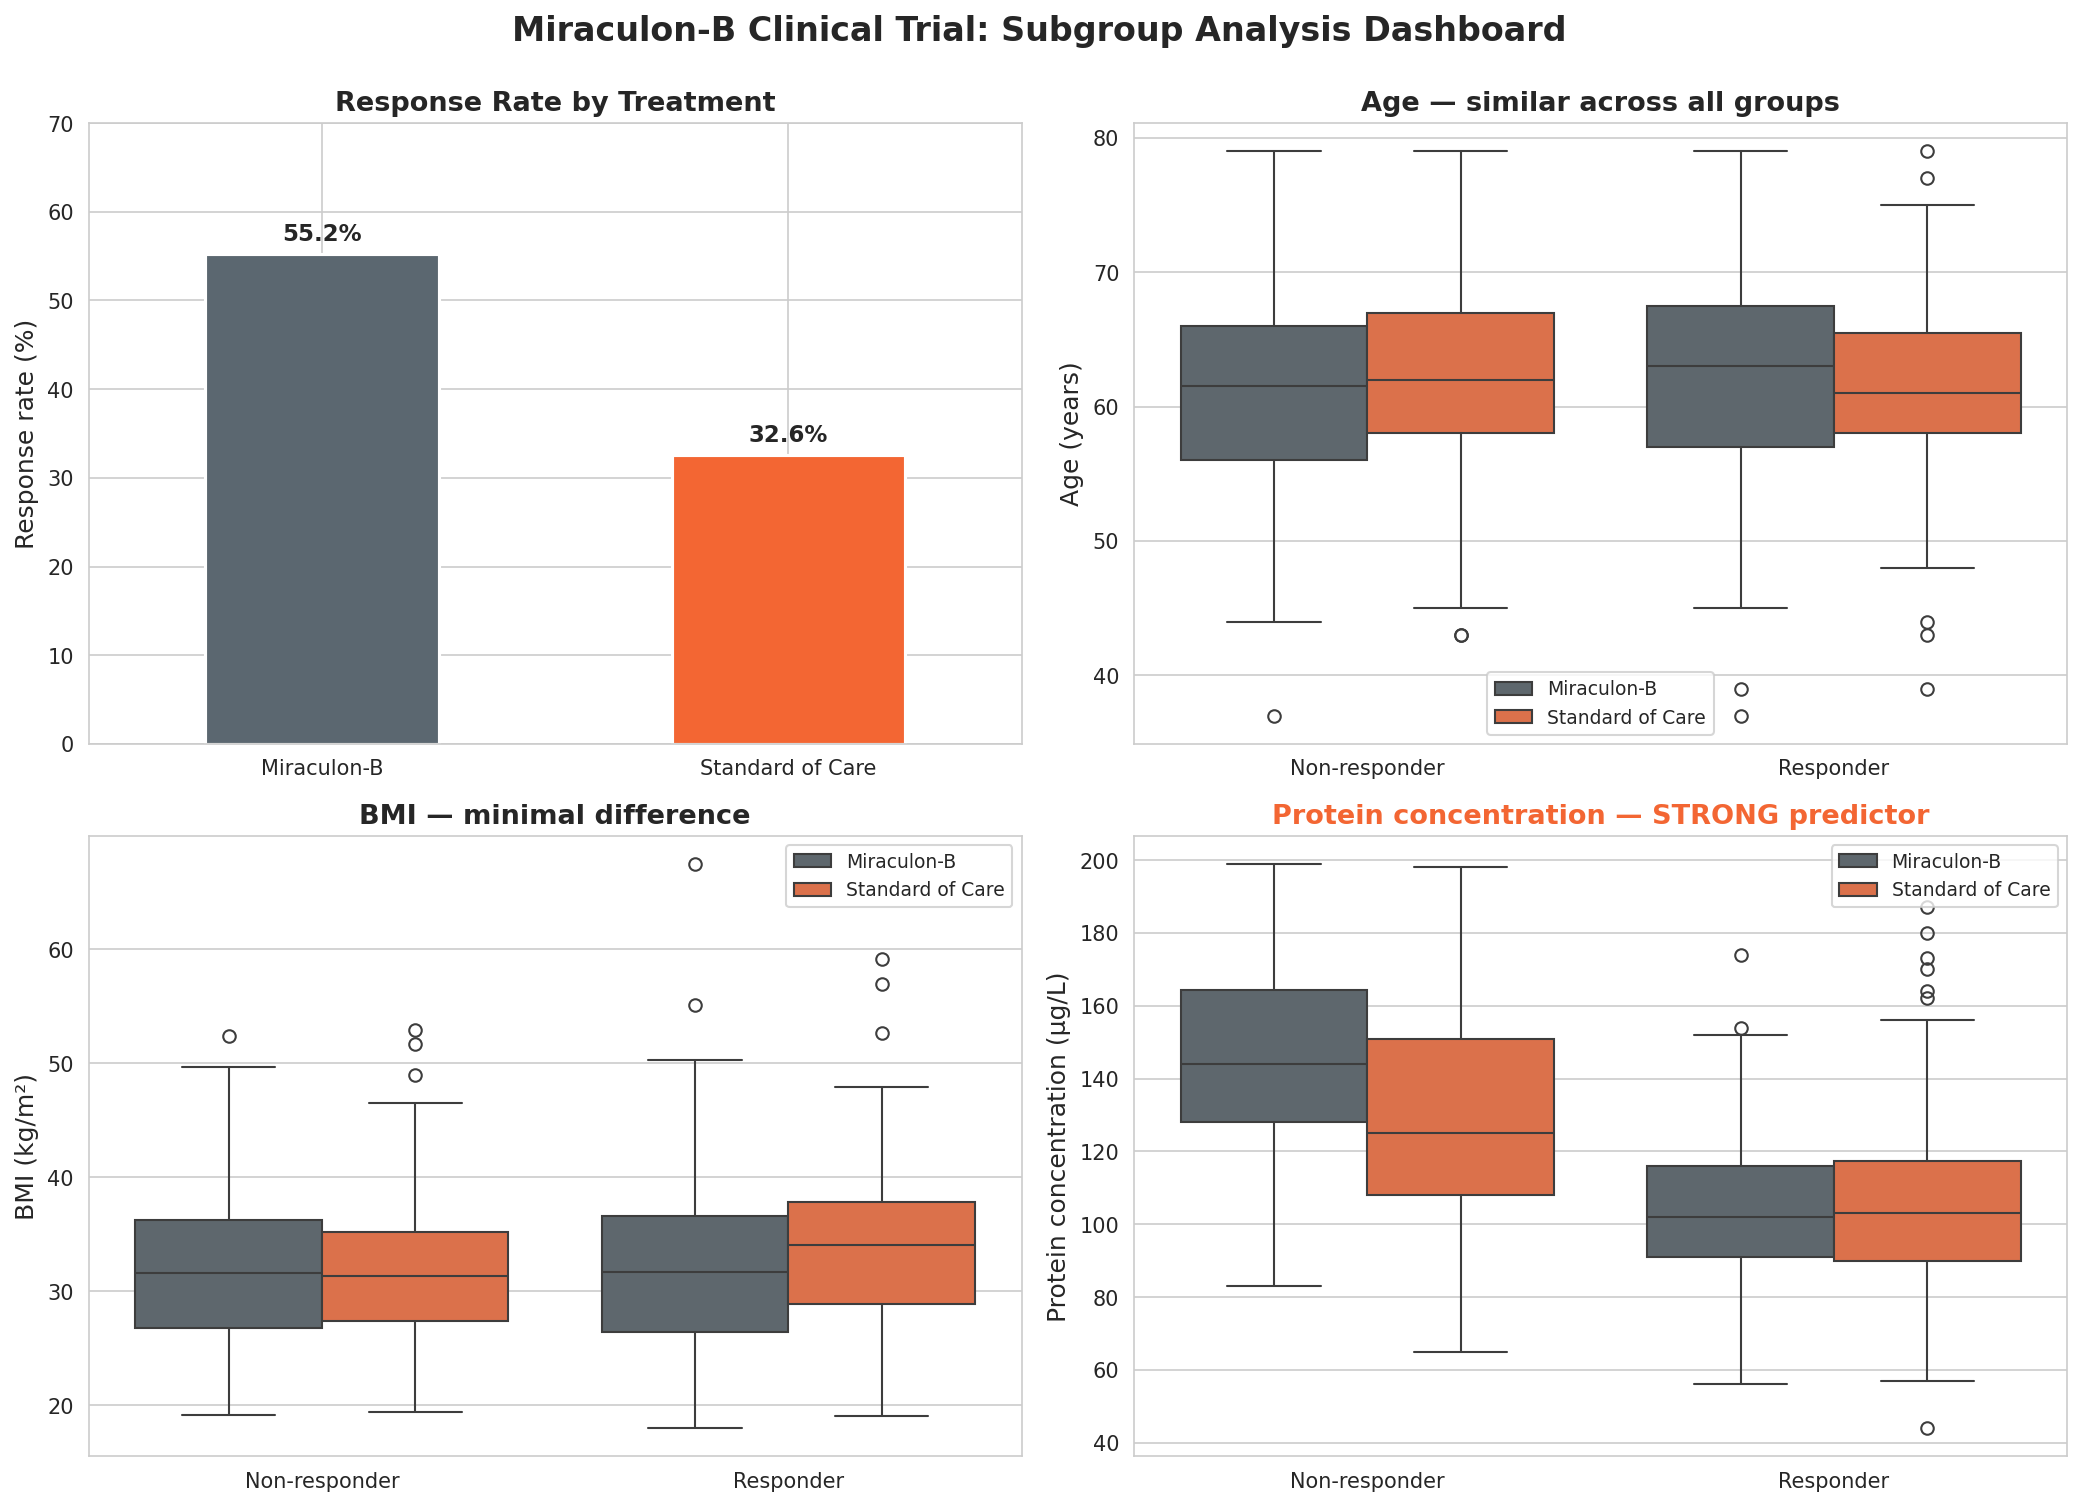 Miraculon-B Clinical Trial: Subgroup Analysis Dashboard
Response Rate by Treatment
Response rate (%)
70
60
50
40
30
20
10
0
55.2%
32.6%
Miraculon-B
Standard of Care
Age — similar across all groups
Age (years)
80
70
60
50
40
Miraculon-B
Standard of Care
Non-responder
Responder
BMI — minimal difference
BMI (kg/m²)
60
50
40
30
20
Miraculon-B
Standard of Care
Non-responder
Responder
Protein concentration — STRONG predictor
Protein concentration (µg/L)
200
180
160
140
120
100
80
60
40
Miraculon-B
Standard of Care
Non-responder
Responder